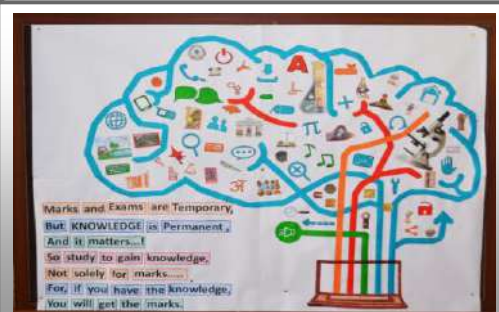 A
π
अ
Marks and Exams are Temporary,
But KNOWLEDGE is Permanent,
And it matters...!
So study to gain knowledge,
Not solely for marks.....
For, if you have the knowledge,
You will get the marks.